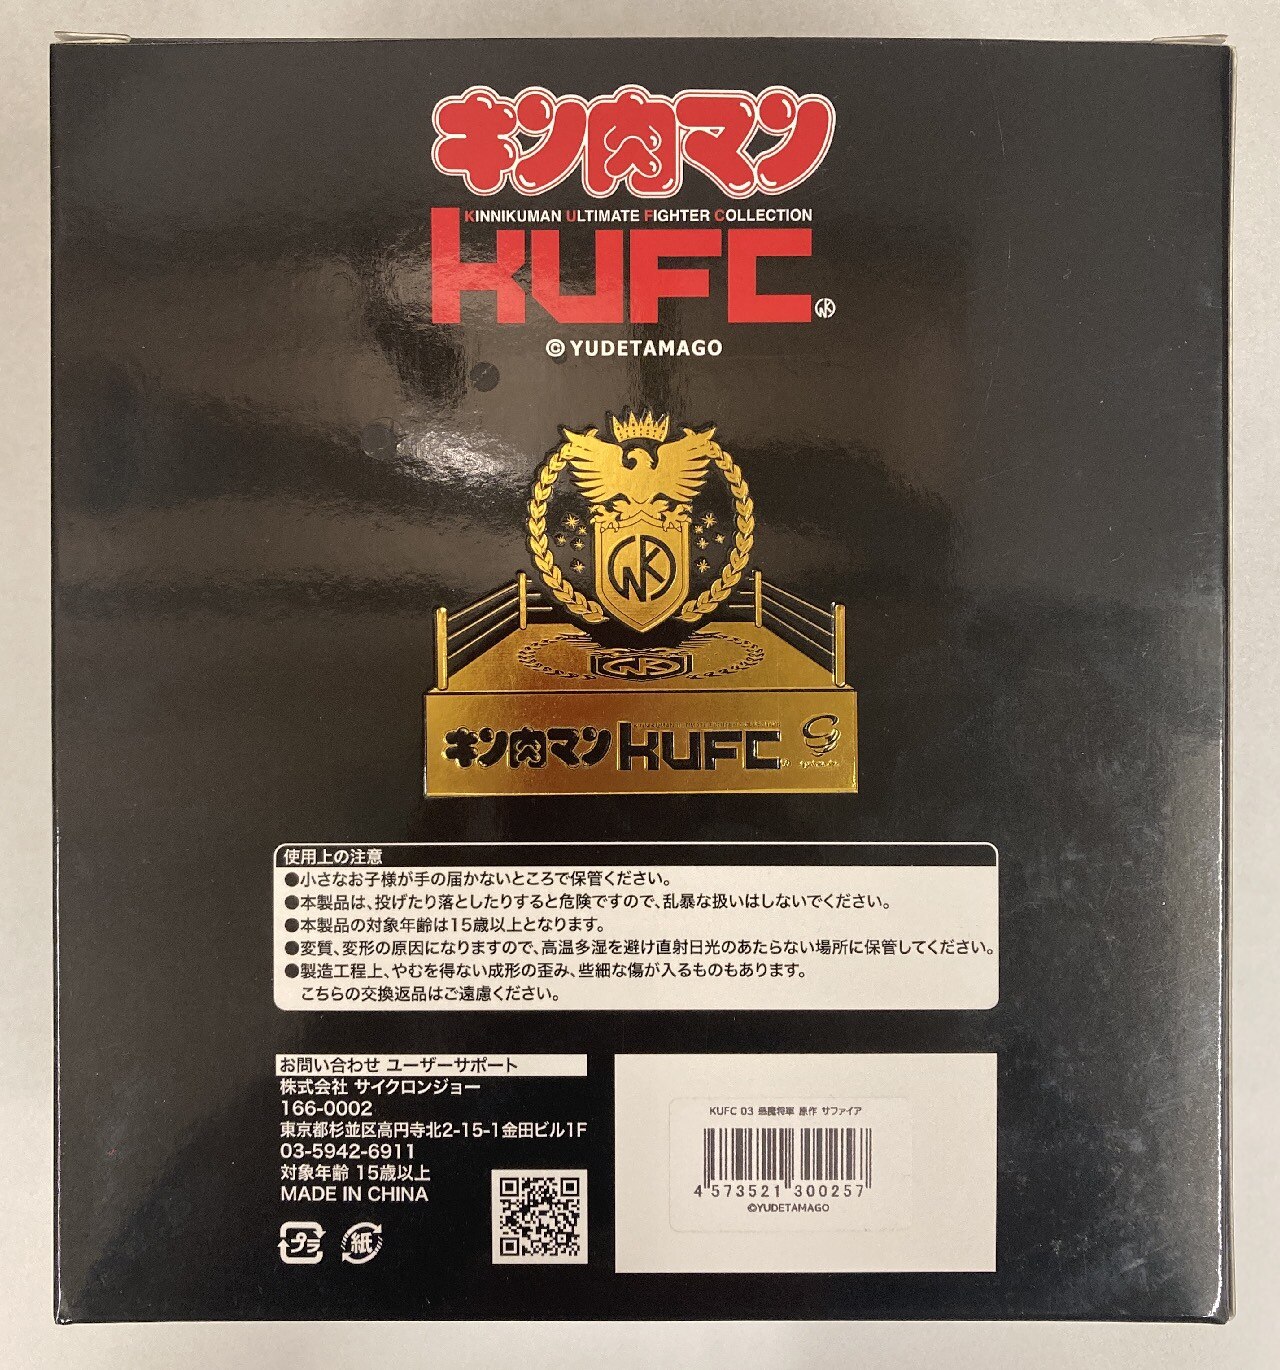 キン肉マン
KINNIKUMAN ULTIMATE FIGHTER COLLECTION
KUFC
©YUDETAMAGO
キン肉マン KUFC
使用上の注意
●小さなお子様が手の届かないところで保管ください。
●本製品は、投げたり落としたりすると危険ですので、乱暴な扱いはしないでください。
●本製品の対象年齢は15歳以上となります。
●変質、変形の原因になりますので、高温多湿を避け直射日光のあたらない場所に保管してください。
●製造工程上、やむを得ない成形の歪み、些細な傷が入るものもあります。
こちらの交換返品はご遠慮ください。
お問い合わせ ユーザーサポート
株式会社 サイクロンジョー
166-0002
東京都杉並区高円寺北2-15-1金田ビル1F
03-5942-6911
対象年齢 15歳以上
MADE IN CHINA
プラ
紙
KUFC 03 悪魔将軍 原作 サファイア
4 573521 300257
©YUDETAMAGO